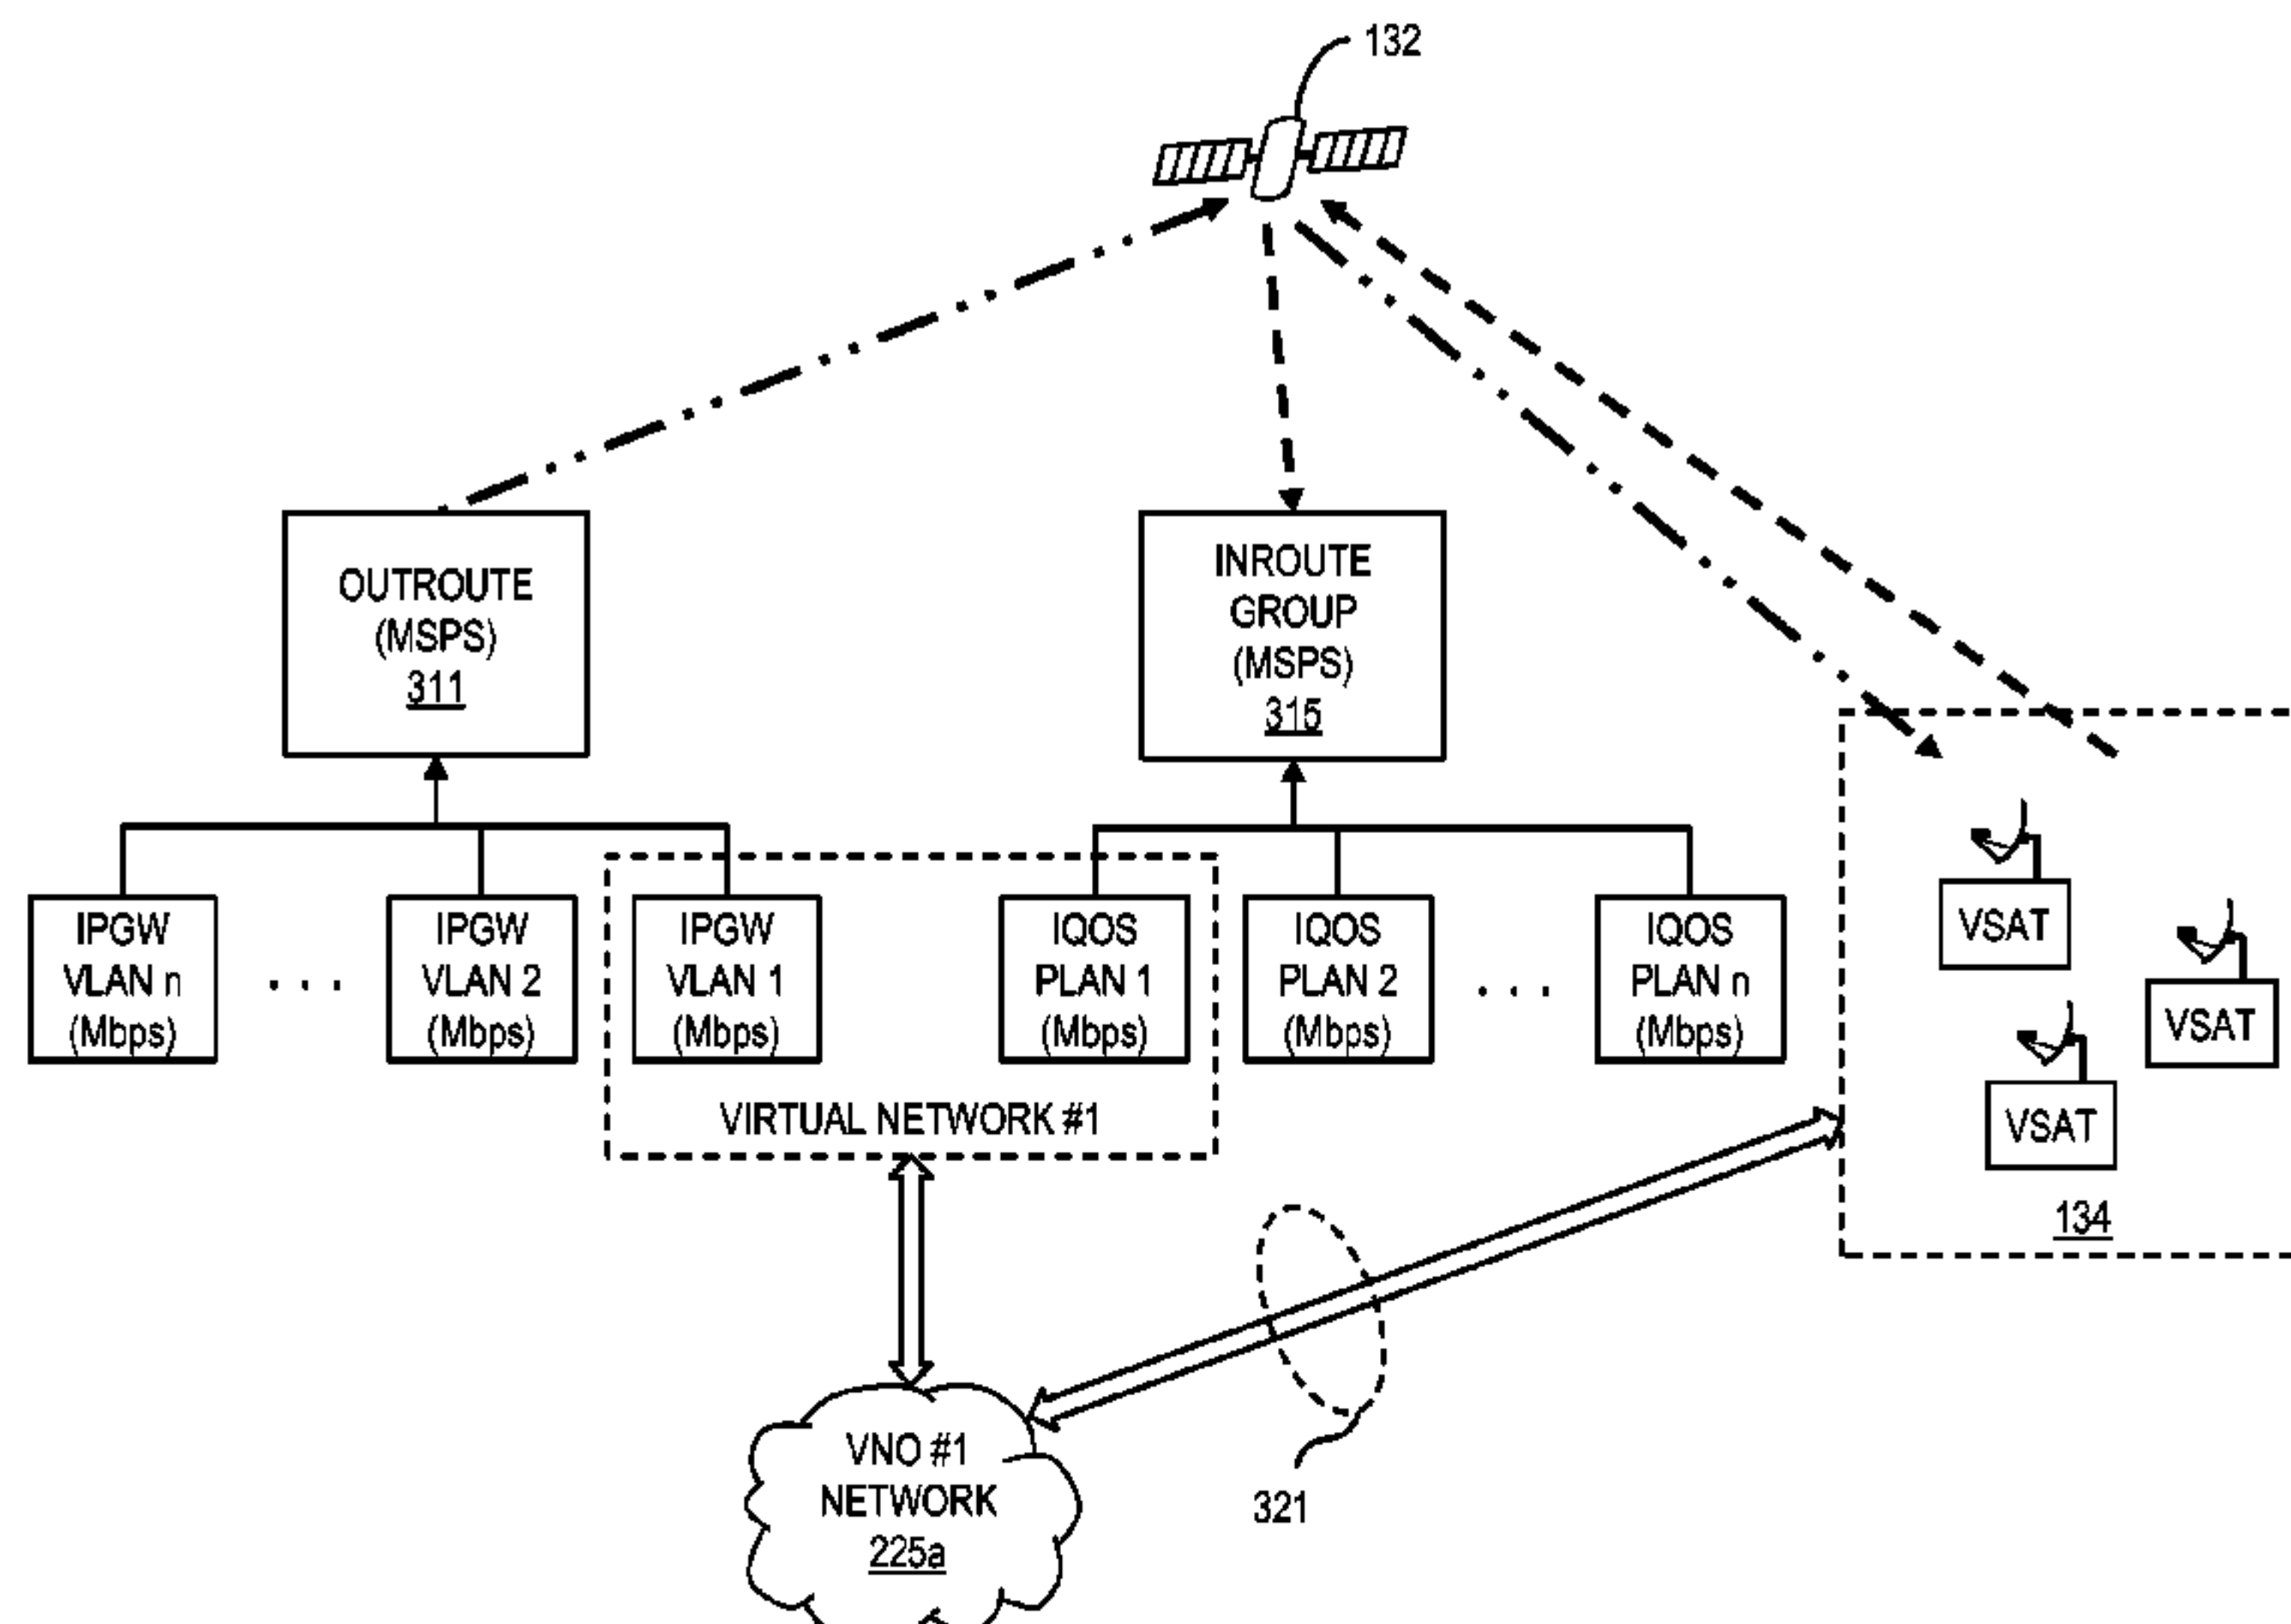 132
OUTROUTE
(MSPS)
311
INROUTE
GROUP
(MSPS)
315
IPGW
VLAN n
(Mbps)
. . .
IPGW
VLAN 2
(Mbps)
IPGW
VLAN 1
(Mbps)
IQOS
PLAN 1
(Mbps)
IQOS
PLAN 2
(Mbps)
. . .
IQOS
PLAN n
(Mbps)
VIRTUAL NETWORK #1
VSAT
VSAT
VSAT
134
VNO #1
NETWORK
225a
321